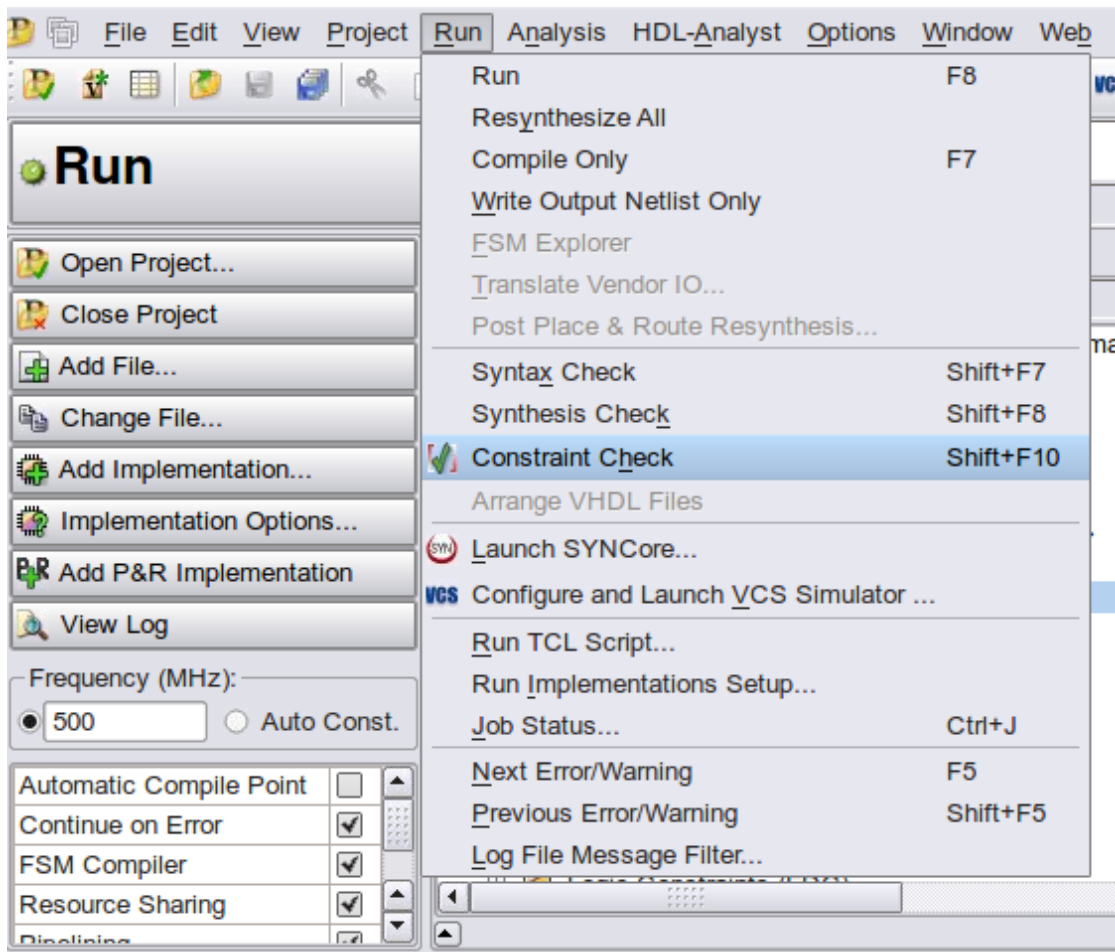 File Edit View Project Run Analysis HDL-Analyst Options Window Web
Run
Open Project...
Close Project
Add File...
Change File...
Add Implementation...
Implementation Options...
P&R Add P&R Implementation
View Log
Frequency (MHz):
500 Auto Const.
Automatic Compile Point
Continue on Error
FSM Compiler
Resource Sharing
Pipelining
Run F8
Resynthesize All
Compile Only F7
Write Output Netlist Only
FSM Explorer
Translate Vendor IO...
Post Place & Route Resynthesis...
Syntax Check Shift+F7
Synthesis Check Shift+F8
Constraint Check Shift+F10
Arrange VHDL Files
SYN Launch SYNCore...
VCS Configure and Launch VCS Simulator ...
Run TCL Script...
Run Implementations Setup...
Job Status... Ctrl+J
Next Error/Warning F5
Previous Error/Warning Shift+F5
Log File Message Filter...